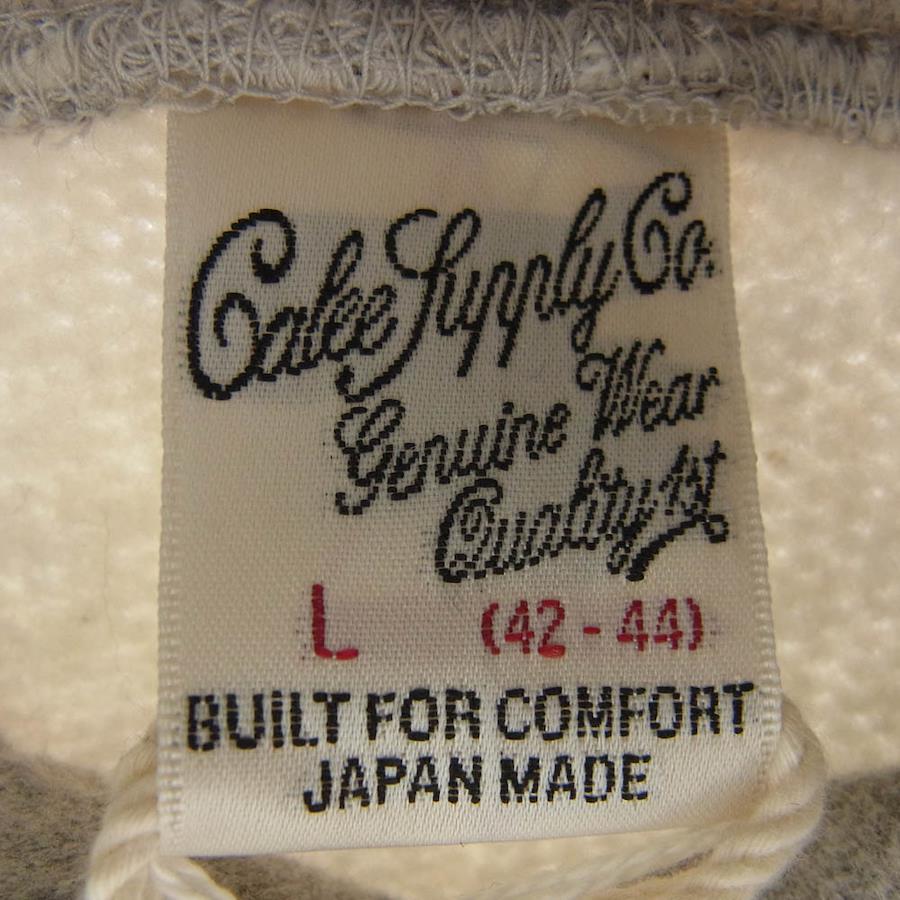 Calee Supply Co.
Genuine Wear
Quality 1st
L (42-44)
BUILT FOR COMFORT
JAPAN MADE